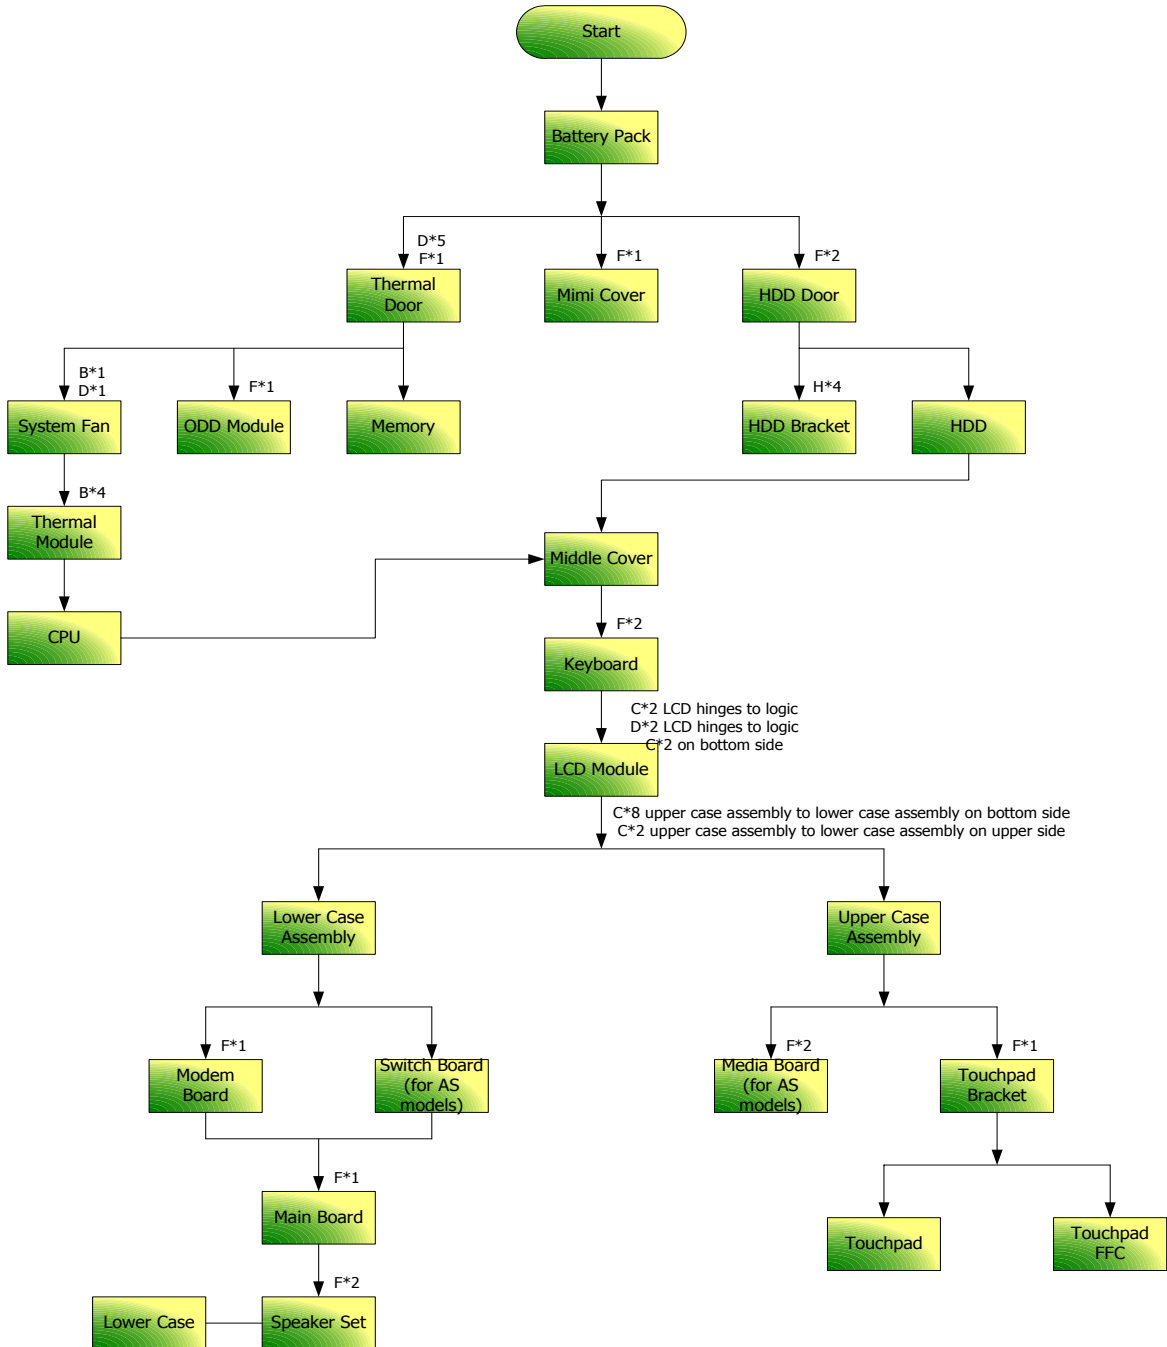 Start
Battery Pack
D*5
F*1
F*1
F*2
Thermal
Door
Mimi Cover
HDD Door
B*1
D*1
F*1
H*4
System Fan
ODD Module
Memory
HDD Bracket
HDD
B*4
Thermal
Module
Middle Cover
CPU
F*2
Keyboard
C*2 LCD hinges to logic
D*2 LCD hinges to logic
C*2 on bottom side
LCD Module
C*8 upper case assembly to lower case assembly on bottom side
C*2 upper case assembly to lower case assembly on upper side
Lower Case
Assembly
Upper Case
Assembly
F*1
F*2
F*1
Modem
Board
Switch Board
(for AS
models)
Media Board
(for AS
models)
Touchpad
Bracket
F*1
Main Board
Touchpad
Touchpad
FFC
F*2
Lower Case
Speaker Set